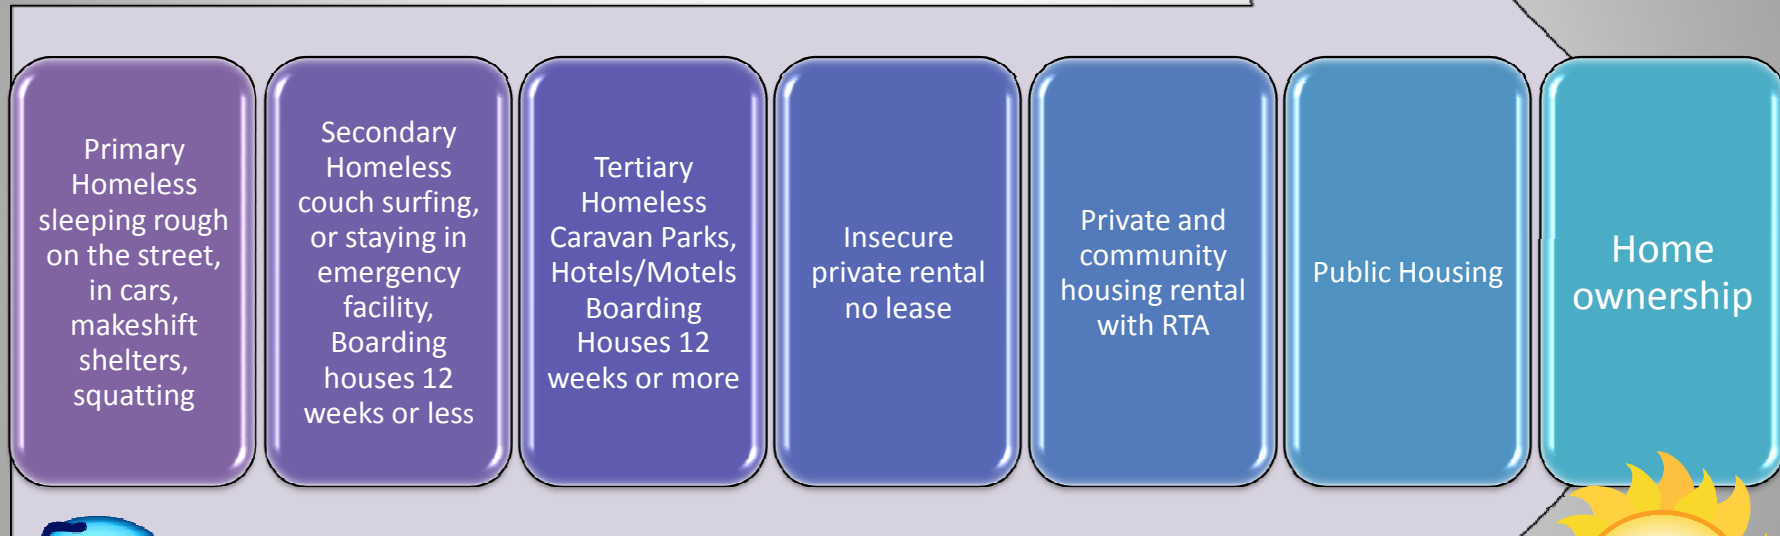 Primary
Homeless
sleeping rough
on the street,
in cars,
makeshift
shelters,
squatting
Secondary
Homeless
couch surfing,
or staying in
emergency
facility,
Boarding
houses 12
weeks or less
Tertiary
Homeless
Caravan Parks,
Hotels/Motels
Boarding
Houses 12
weeks or more
Insecure
private rental
no lease
Private and
community
housing rental
with RTA
Public Housing
Home
ownership